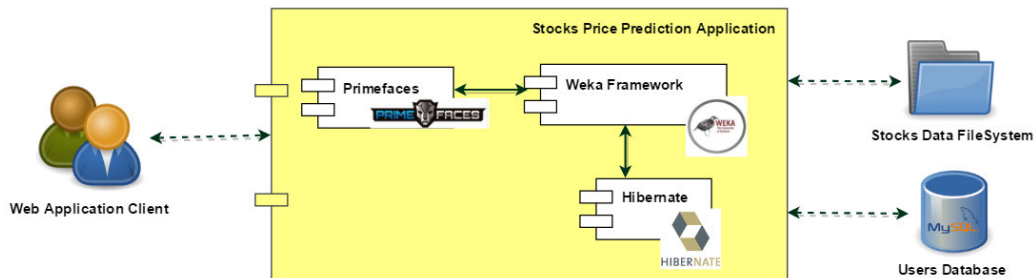 Stocks Price Prediction Application
Primefaces
PRIME FACES
Weka Framework
WEKA
Stocks Data FileSystem
Web Application Client
Hibernate
HIBERNATE
MySQL
Users Database